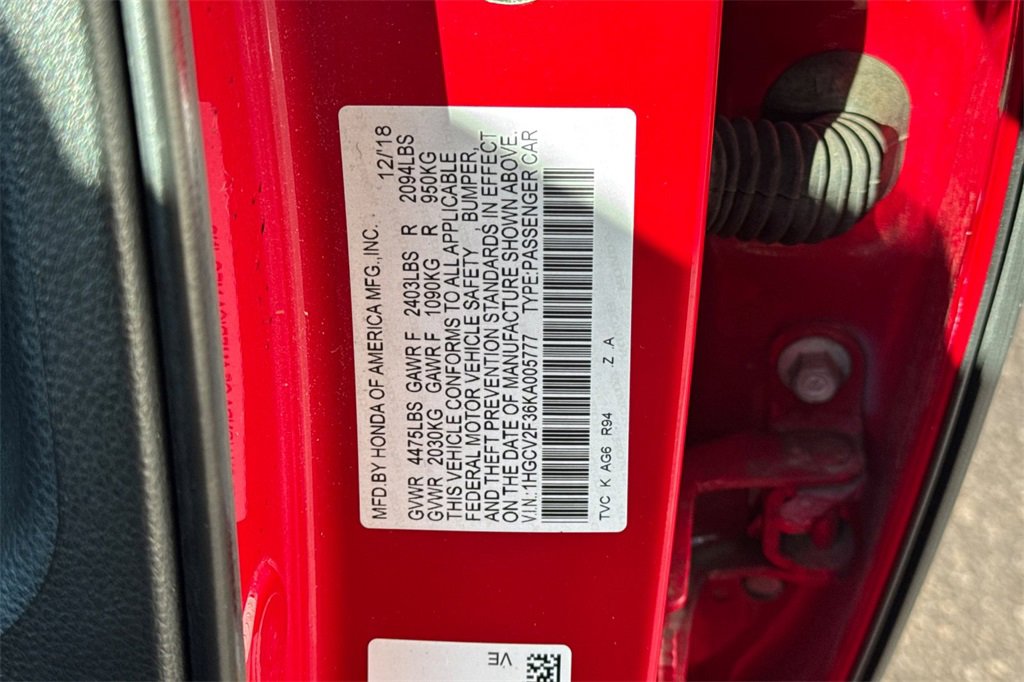 MFD.BY HONDA OF AMERICA MFG.,INC. 12/'18
GVWR 4475LBS GAWR F 2403LBS R 2094LBS
GVWR 2030KG GAWR F 1090KG R 950KG
THIS VEHICLE CONFORMS TO ALL APPLICABLE
FEDERAL MOTOR VEHICLE SAFETY, BUMPER,
AND THEFT PREVENTION STANDARDS IN EFFECT
ON THE DATE OF MANUFACTURE SHOWN ABOVE.
V.I.N.:1HGCV2F36KA005777 TYPE:PASSENGER CAR
TVC K AG6 R94 .Z .A
VE